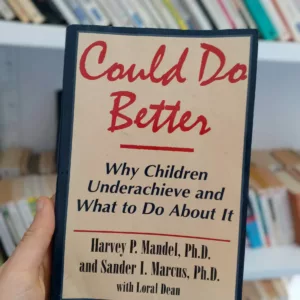 Could Do
Better
Why Children
Underachieve and
What to Do About It
Harvey P. Mandel, Ph.D.
and Sander I. Marcus, Ph.D.
with Loral Dean